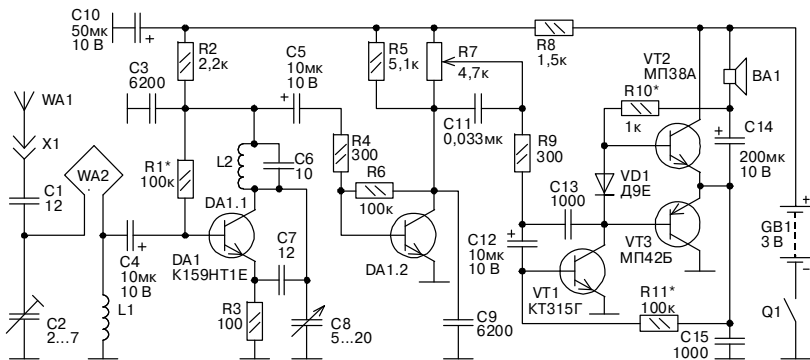 C10
50мк
10 В
R2
2,2к
C5
10мк
10 В
R5
5,1к
R7
4,7к
R8
1,5к
VT2
МП38А
BA1
C3
6200
WA1
X1
WA2
C1
12
R1*
100к
L2
C6
10
R4
300
R6
100к
C11
0,033мк
R9
300
R10*
1к
C14
200мк
10 В
VD1
Д9Е
DA1.1
C4
10мк
10 В
DA1
К159НТ1Е
C7
12
DA1.2
C13
1000
C12
10мк
10 В
VT3
МП42Б
GB1
3 В
C2
2...7
L1
R3
100
C8
5...20
C9
6200
VT1
КТ315Г
R11*
100к
C15
1000
Q1